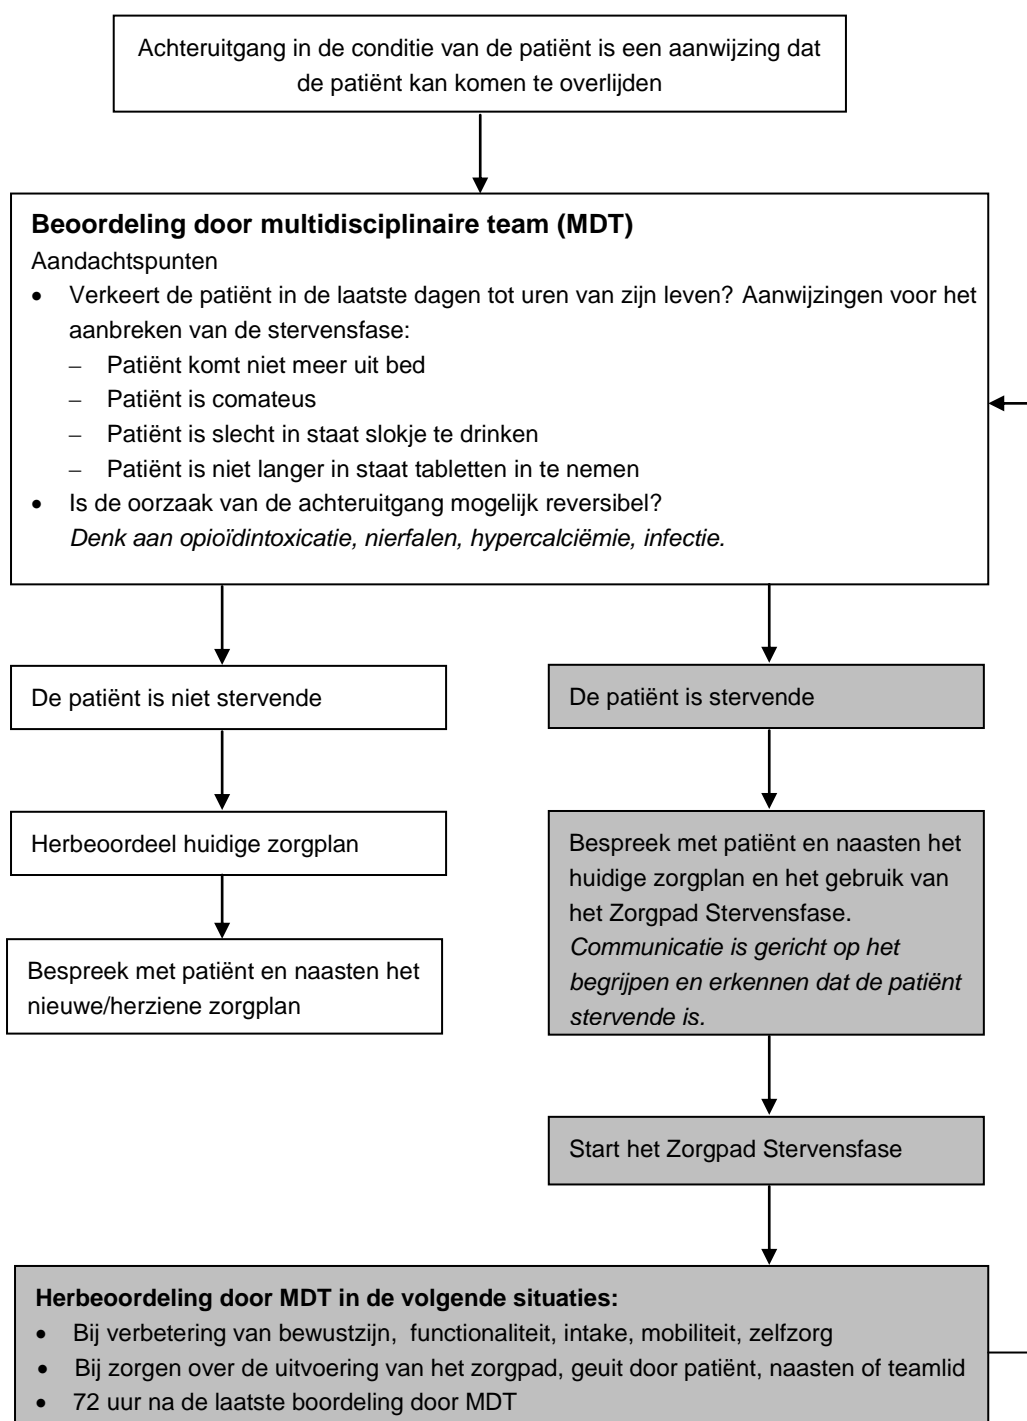 Achteruitgang in de conditie van de patiënt is een aanwijzing dat
de patiënt kan komen te overlijden
Beoordeling door multidisciplinaire team (MDT)
Aandachtspunten
• Verkeert de patiënt in de laatste dagen tot uren van zijn leven? Aanwijzingen voor het
aanbreken van de stervensfase:
– Patiënt komt niet meer uit bed
– Patiënt is comateus
– Patiënt is slecht in staat slokje te drinken
– Patiënt is niet langer in staat tabletten in te nemen
• Is de oorzaak van de achteruitgang mogelijk reversibel?
Denk aan opioïdintoxicatie, nierfalen, hypercalciëmie, infectie.
De patiënt is niet stervende
De patiënt is stervende
Herbeoordeel huidige zorgplan
Bespreek met patiënt en naasten het
nieuwe/herziene zorgplan
Bespreek met patiënt en naasten het
huidige zorgplan en het gebruik van
het Zorgpad Stervensfase.
Communicatie is gericht op het
begrijpen en erkennen dat de patiënt
stervende is.
Start het Zorgpad Stervensfase
Herbeoordeling door MDT in de volgende situaties:
• Bij verbetering van bewustzijn, functionaliteit, intake, mobiliteit, zelfzorg
• Bij zorgen over de uitvoering van het zorgpad, geuit door patiënt, naasten of teamlid
• 72 uur na de laatste boordeling door MDT